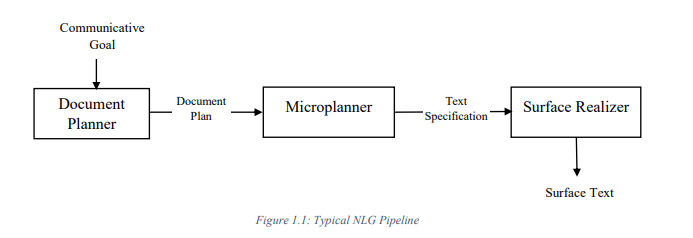 Communicative
Goal
Document
Planner
Document
Plan
Microplanner
Text
Specification
Surface Realizer
Surface Text
Figure 1.1: Typical NLG Pipeline